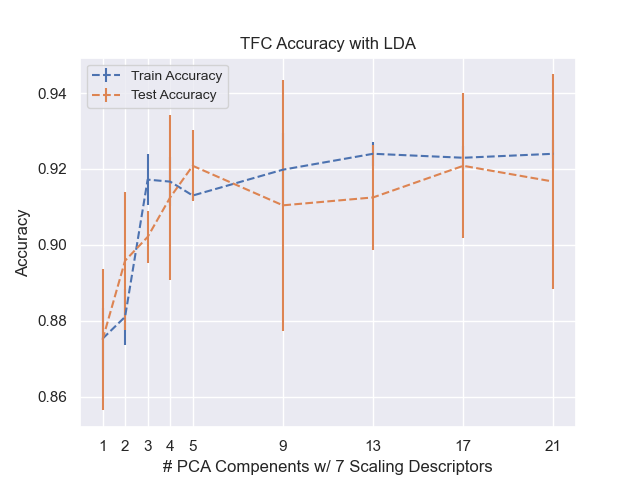 TFC Accuracy with LDA
Train Accuracy
Test Accuracy
0.94
0.92
0.90
0.88
0.86
Accuracy
1 2 3 4 5 9 13 17 21
# PCA Compenents w/ 7 Scaling Descriptors